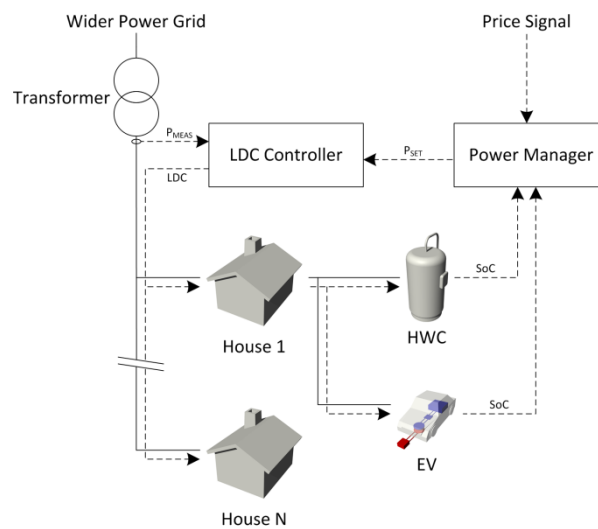 Wider Power Grid
Price Signal
Transformer
PMEAS
LDC Controller
PSET
Power Manager
LDC
SoC
House 1
HWC
SoC
EV
House N